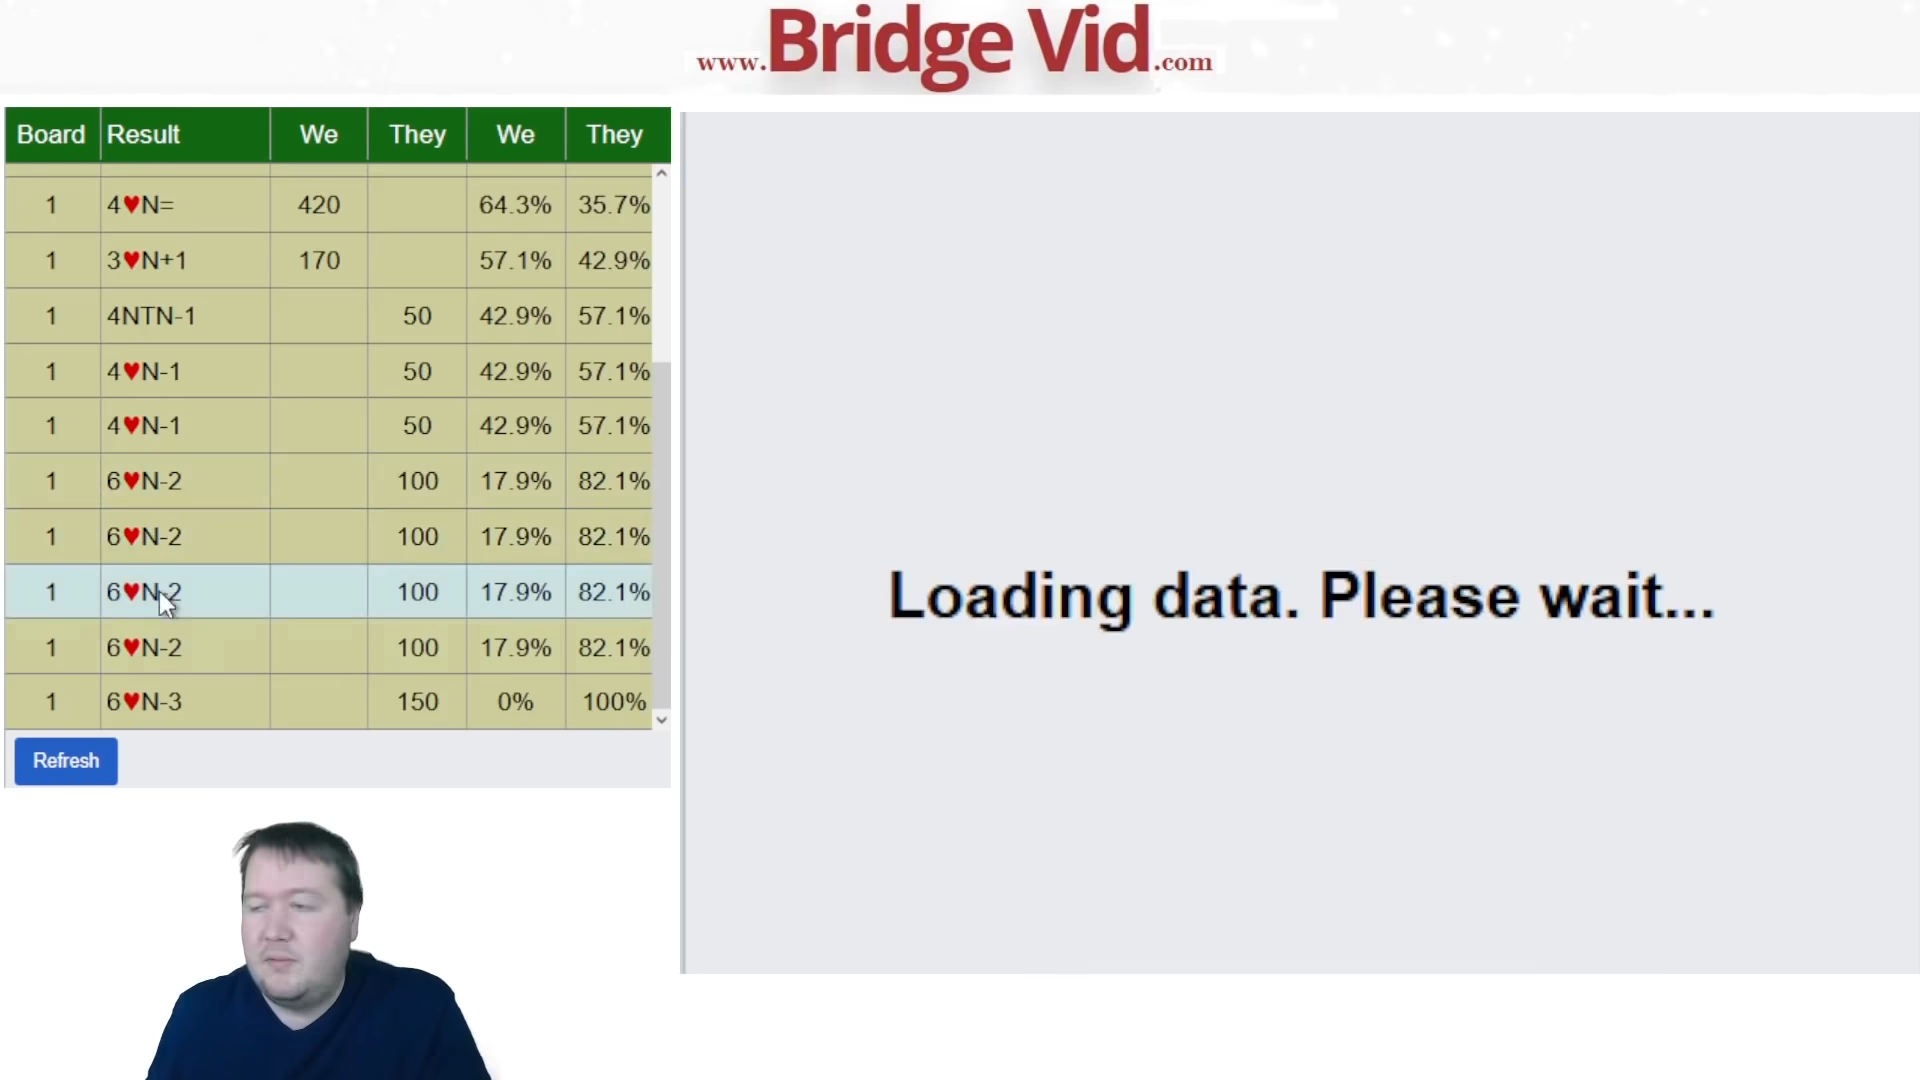 www.Bridge Vid.com
Board Result We They We They
1 4♥N= 420 64.3% 35.7%
1 3♥N+1 170 57.1% 42.9%
1 4NTN-1 50 42.9% 57.1%
1 4♥N-1 50 42.9% 57.1%
1 4♥N-1 50 42.9% 57.1%
1 6♥N-2 100 17.9% 82.1%
1 6♥N-2 100 17.9% 82.1%
1 6♥N-2 100 17.9% 82.1%
1 6♥N-2 100 17.9% 82.1%
1 6♥N-3 150 0% 100%
Refresh
Loading data. Please wait...